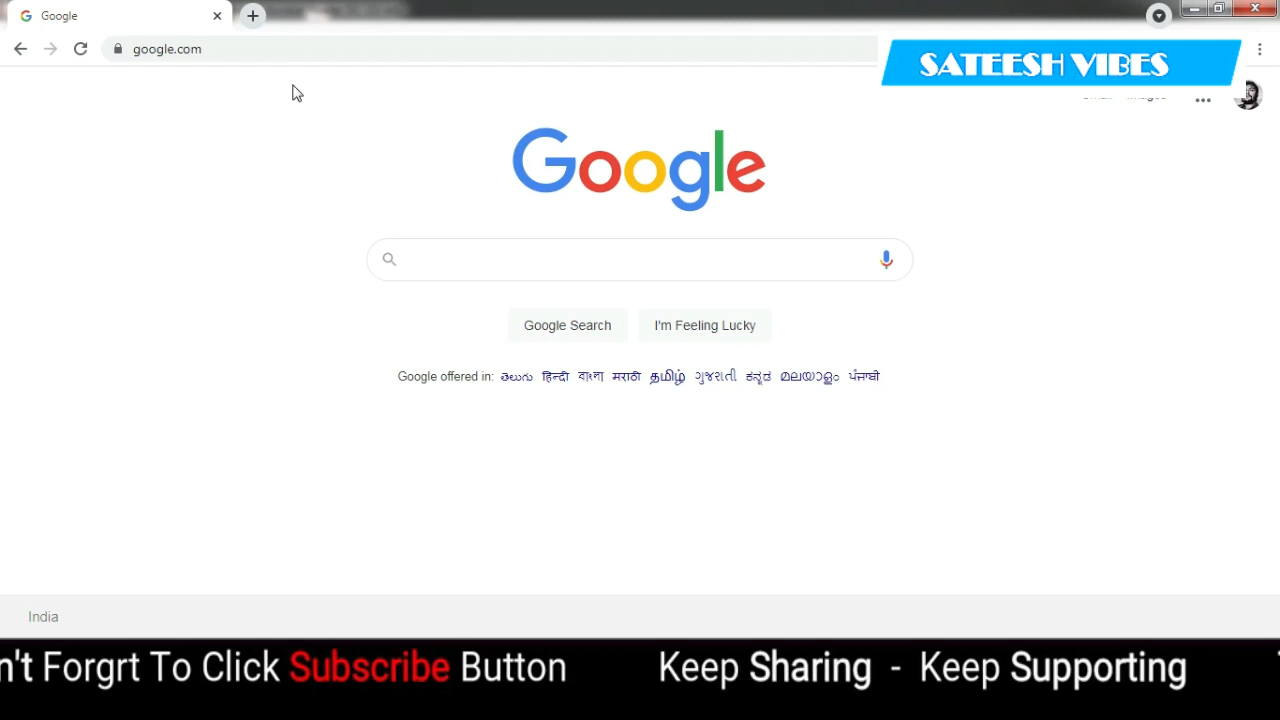 Google
google.com
SATEESH VIBES
Google
Google Search I'm Feeling Lucky
Google offered in: తెలుగు हिन्दी বাংলা मराठी தமிழ் ગુજરાતી ಕನ್ನಡ മലയാളം ਪੰਜਾਬੀ
India
n't Forgrt To Click Subscribe Button Keep Sharing - Keep Supporting